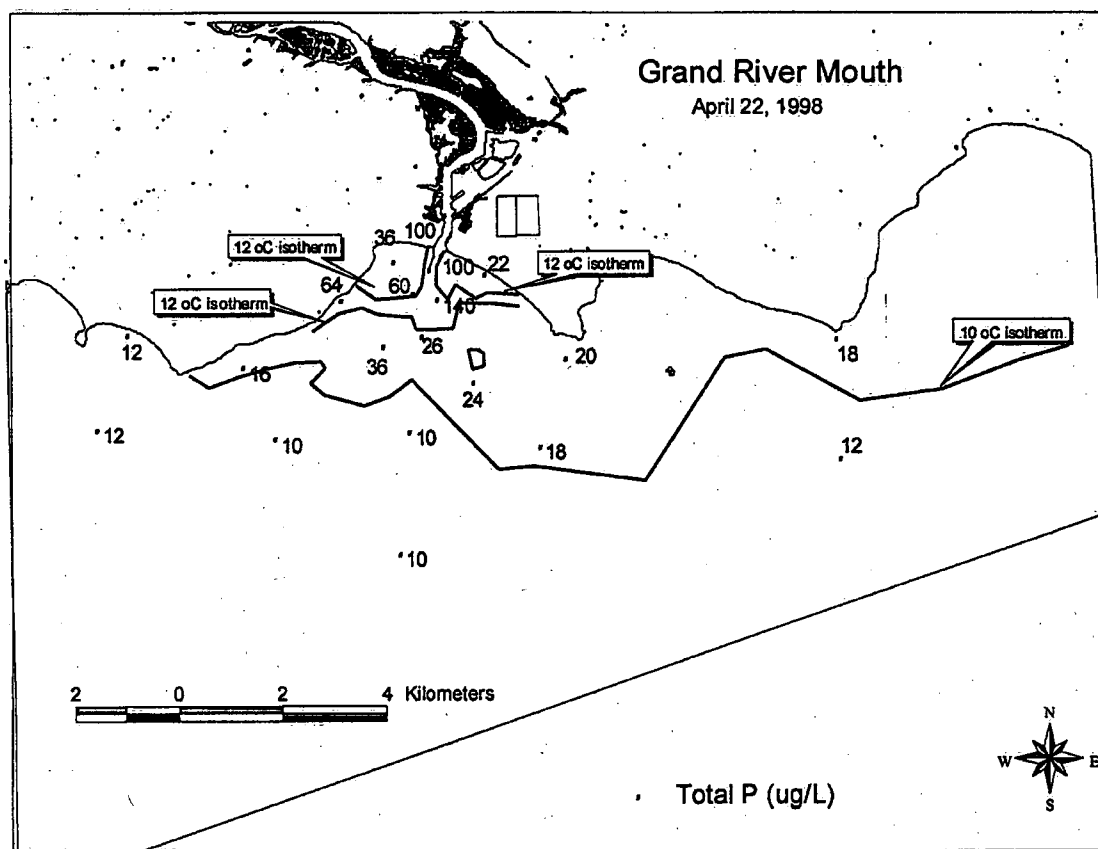 Grand River Mouth
April 22, 1998
100
36
12 oC isotherm
100
22
12 oC isotherm
64
60
140
12 oC isotherm
12
26
18
10 oC isotherm
16
36
20
24
12
10
10
18
12
10
2 0 2 4 Kilometers
N
W E
S
Total P (ug/L)